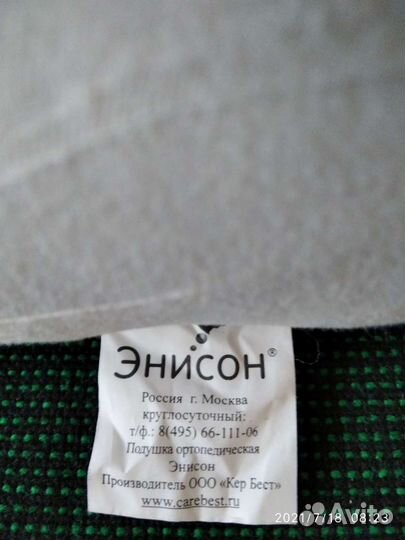 ЭНИСОН®
Россия г. Москва
круглосуточный:
т/ф.: 8(495) 66-111-06
Подушка ортопедическая
Энисон
Производитель ООО «Кер Бест»
www.carebest.ru
2021/7/18 08:23
Avito